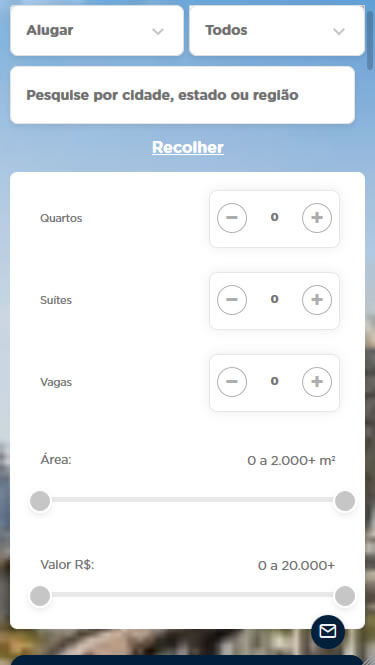 Alugar
Todos
Pesquise por cidade, estado ou região
Recolher
Quartos
0
Suítes
0
Vagas
0
Área:
0 a 2.000+ m²
Valor R$:
0 a 20.000+